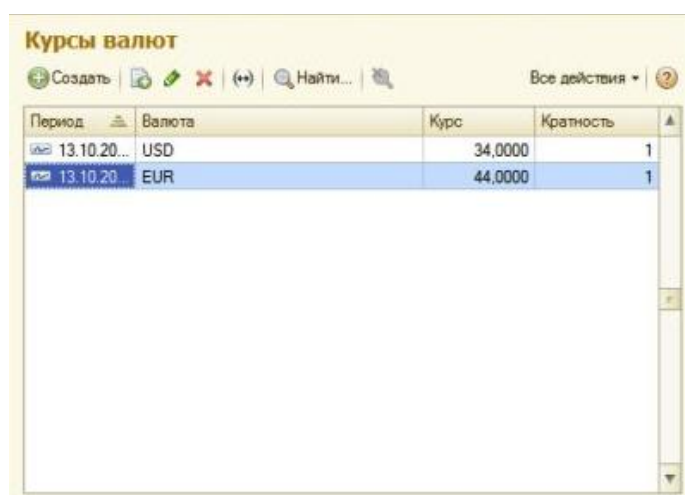 Курсы валют
Создать (↔) Найти... Все действия
Период Валюта Курс Кратность
13.10.20... USD 34,0000 1
13.10.20... EUR 44,0000 1